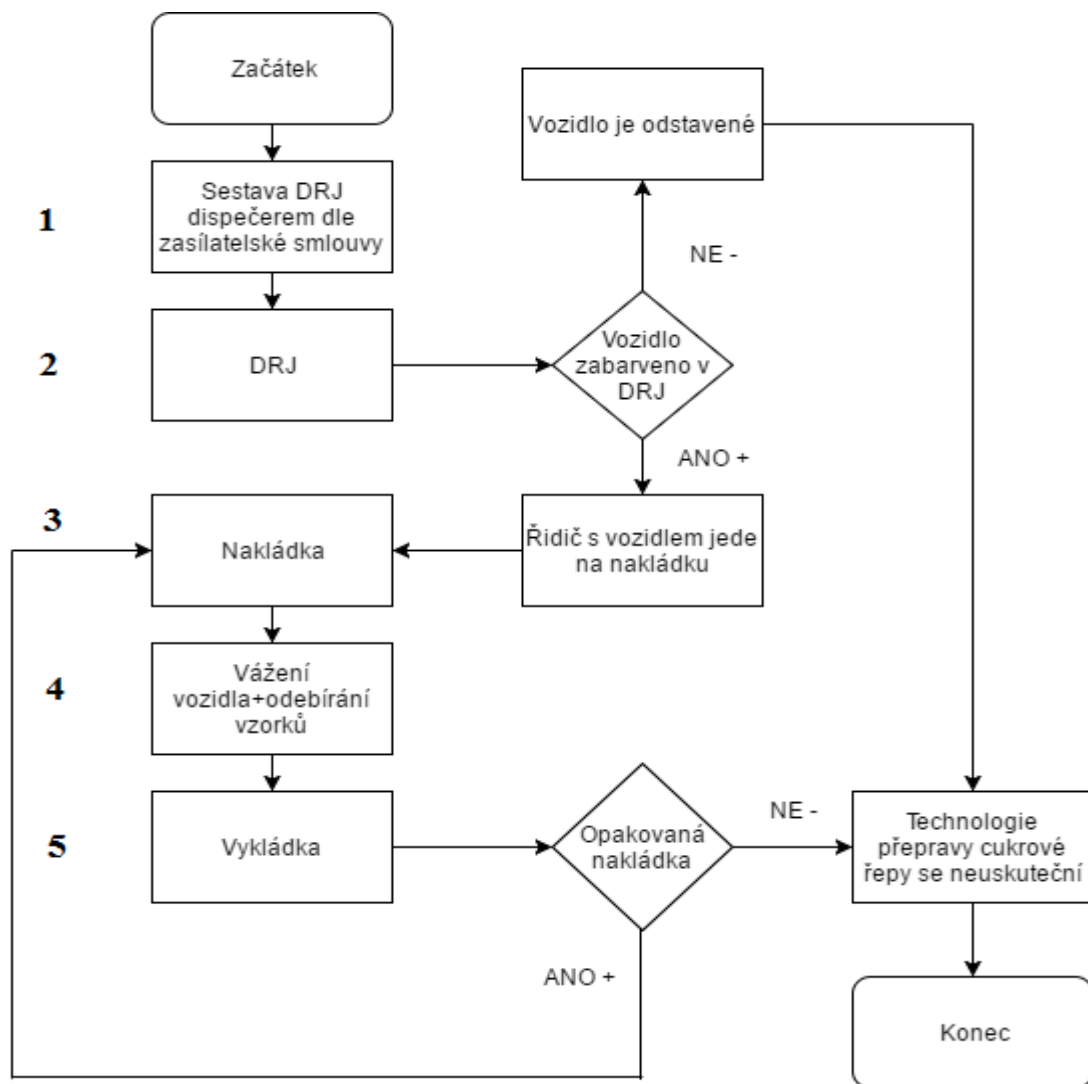 Začátek
Vozidlo je odstavené
1
Sestava DRJ
dispečerem dle
zasílatelské smlouvy
NE -
2
DRJ
Vozidlo
zabarveno v
DRJ
ANO +
3
Nakládka
Řidič s vozidlem jede
na nakládku
4
Vážení
vozidla+odebírání
vzorků
5
Vykládka
Opakovaná
nakládka
NE -
Technologie
přepravy cukrové
řepy se neuskuteční
ANO +
Konec